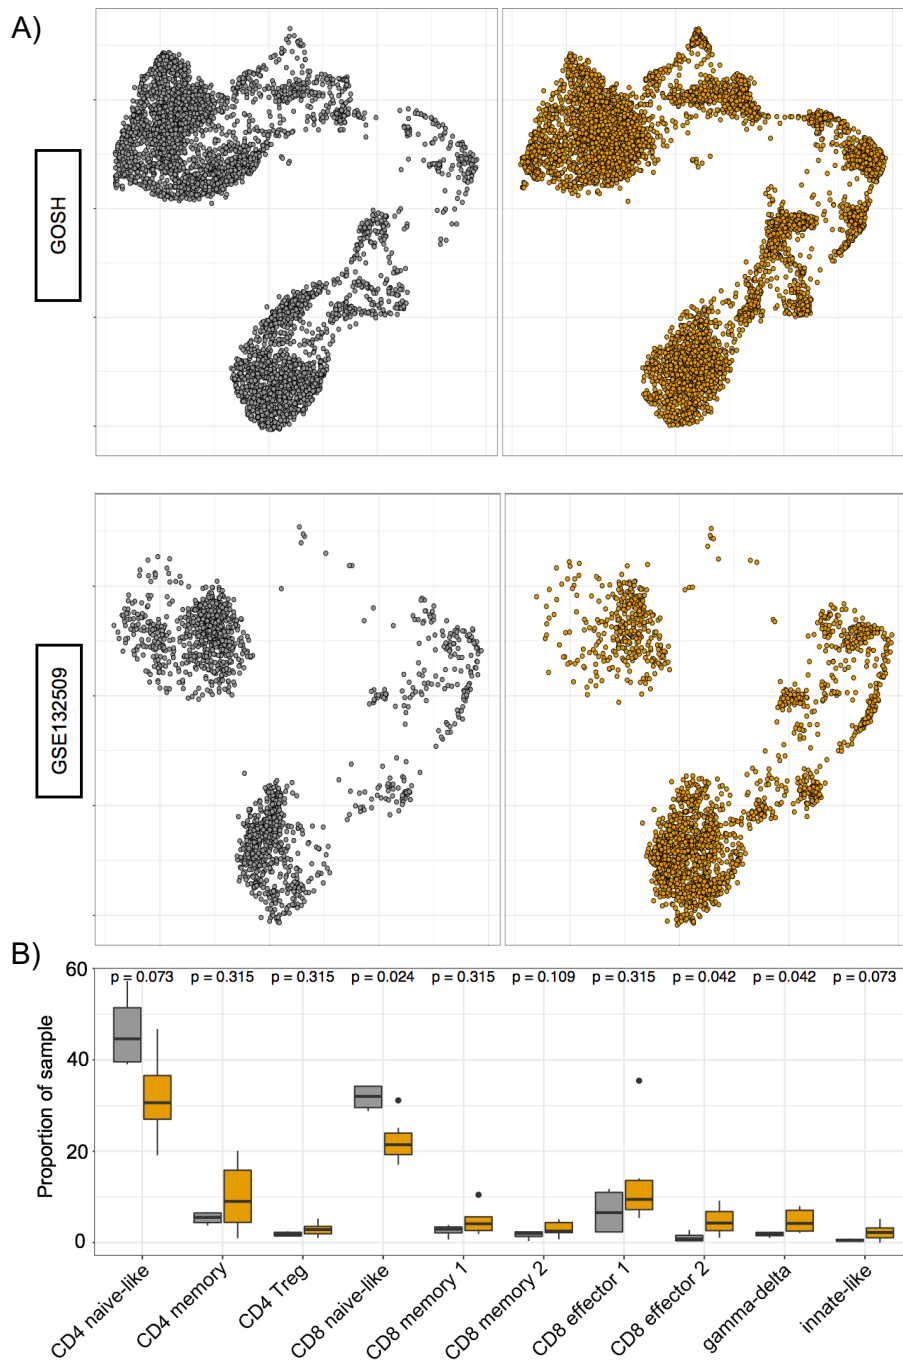 A)
GOSH
GSE132509
B)
60
p = 0.073 p = 0.315 p = 0.315 p = 0.024 p = 0.315 p = 0.109 p = 0.315 p = 0.042 p = 0.042 p = 0.073
40
20
0
Proportion of sample
CD4 naive-like
CD4 memory
CD4 Treg
CD8 naive-like
CD8 memory 1
CD8 memory 2
CD8 effector 1
CD8 effector 2
gamma-delta
innate-like